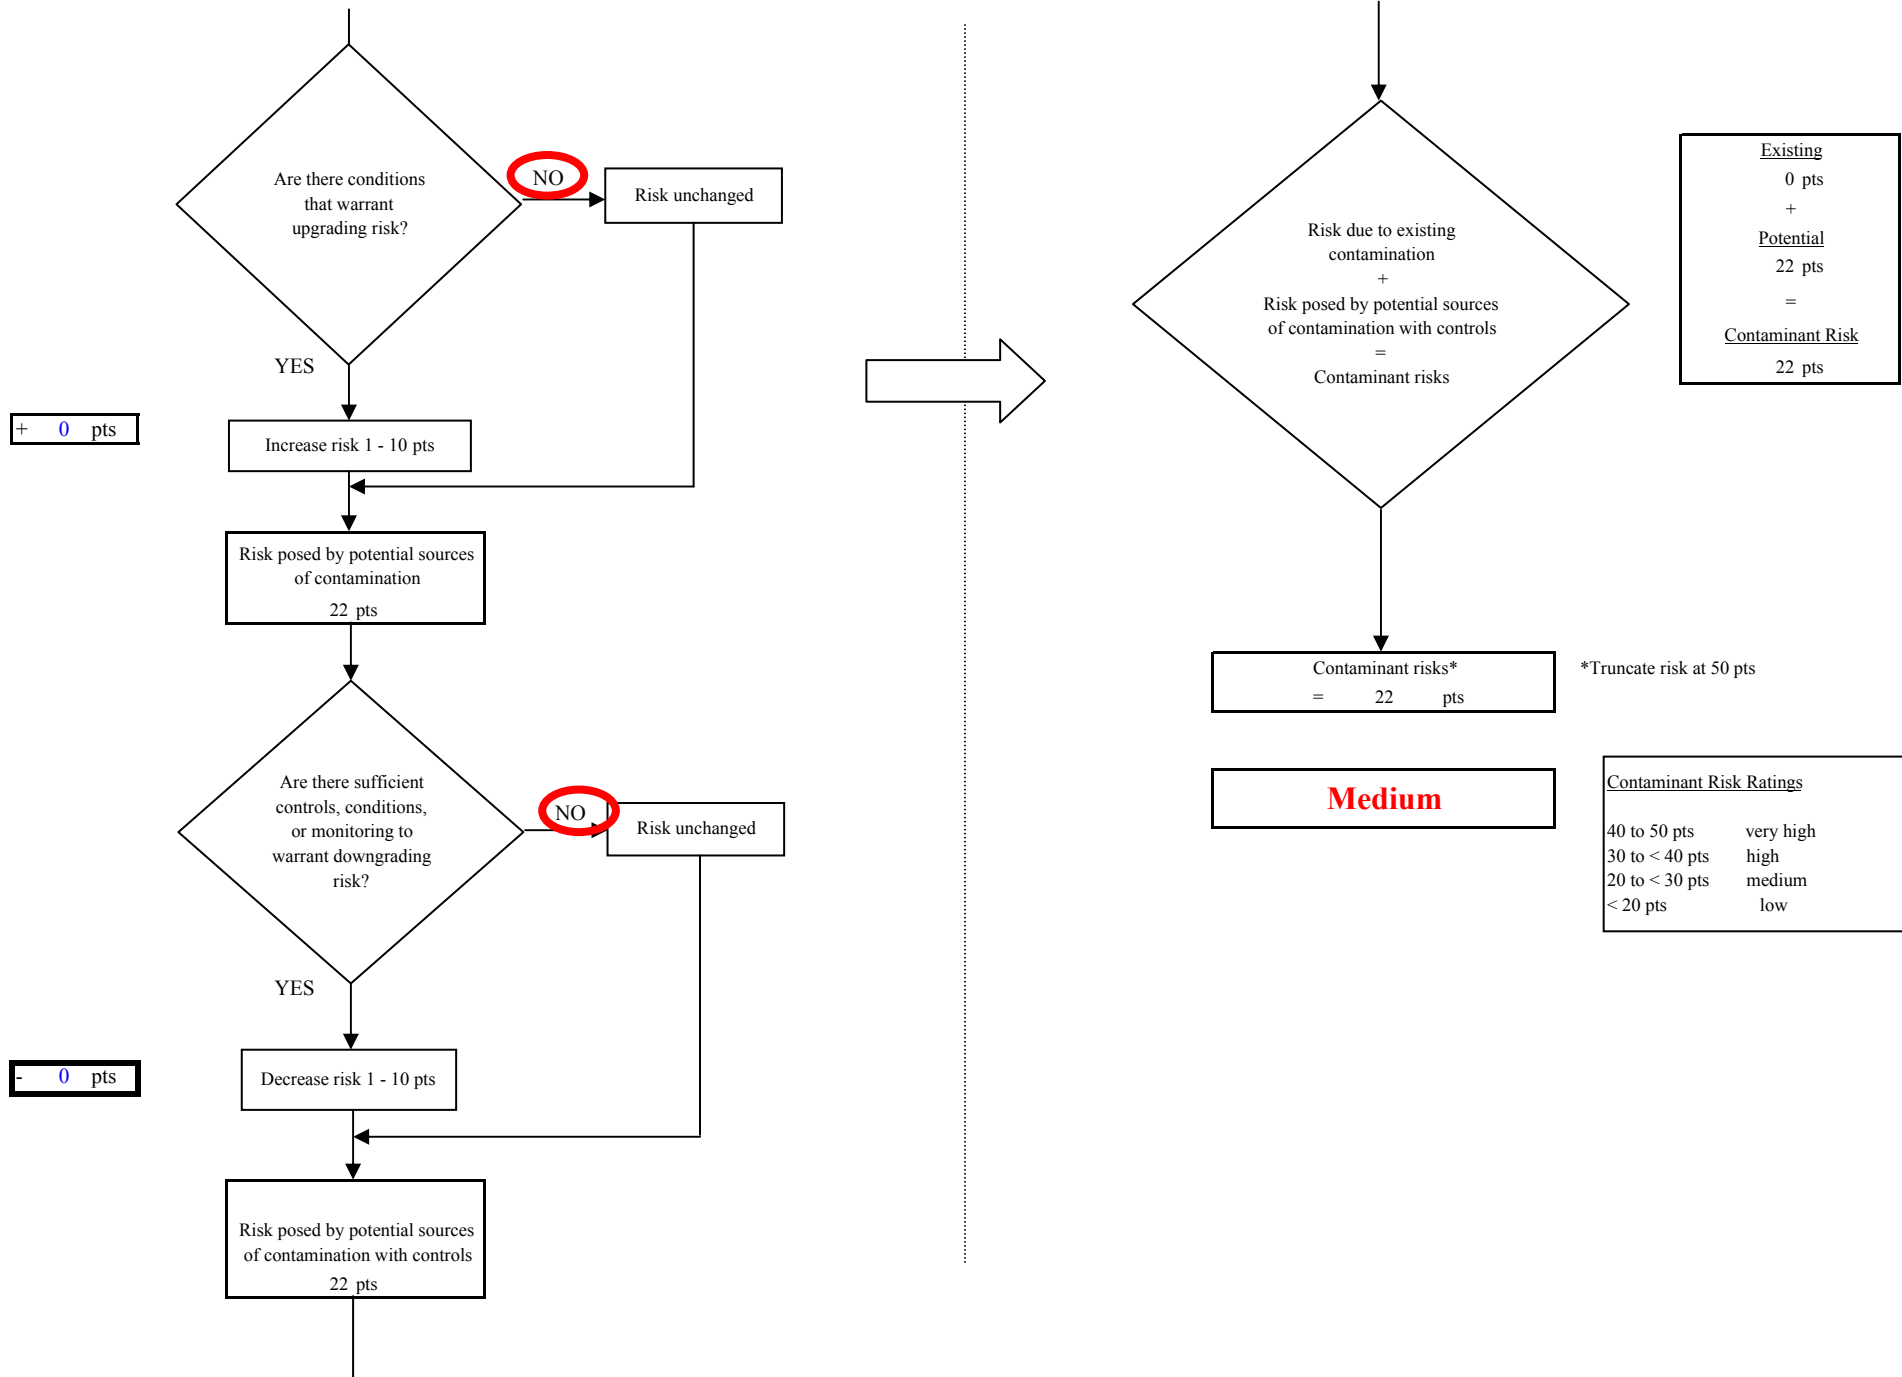 Are there conditions
that warrant
upgrading risk?
NO
Risk unchanged
YES
+ 0 pts
Increase risk 1 - 10 pts
Risk posed by potential sources
of contamination
22 pts
Are there sufficient
controls, conditions,
or monitoring to
warrant downgrading
risk?
NO
Risk unchanged
YES
- 0 pts
Decrease risk 1 - 10 pts
Risk posed by potential sources
of contamination with controls
22 pts
Risk due to existing
contamination
+
Risk posed by potential sources
of contamination with controls
=
Contaminant risks
Existing
0 pts
+
Potential
22 pts
=
Contaminant Risk
22 pts
Contaminant risks*
= 22 pts
*Truncate risk at 50 pts
Medium
Contaminant Risk Ratings
40 to 50 pts very high
30 to < 40 pts high
20 to < 30 pts medium
< 20 pts low